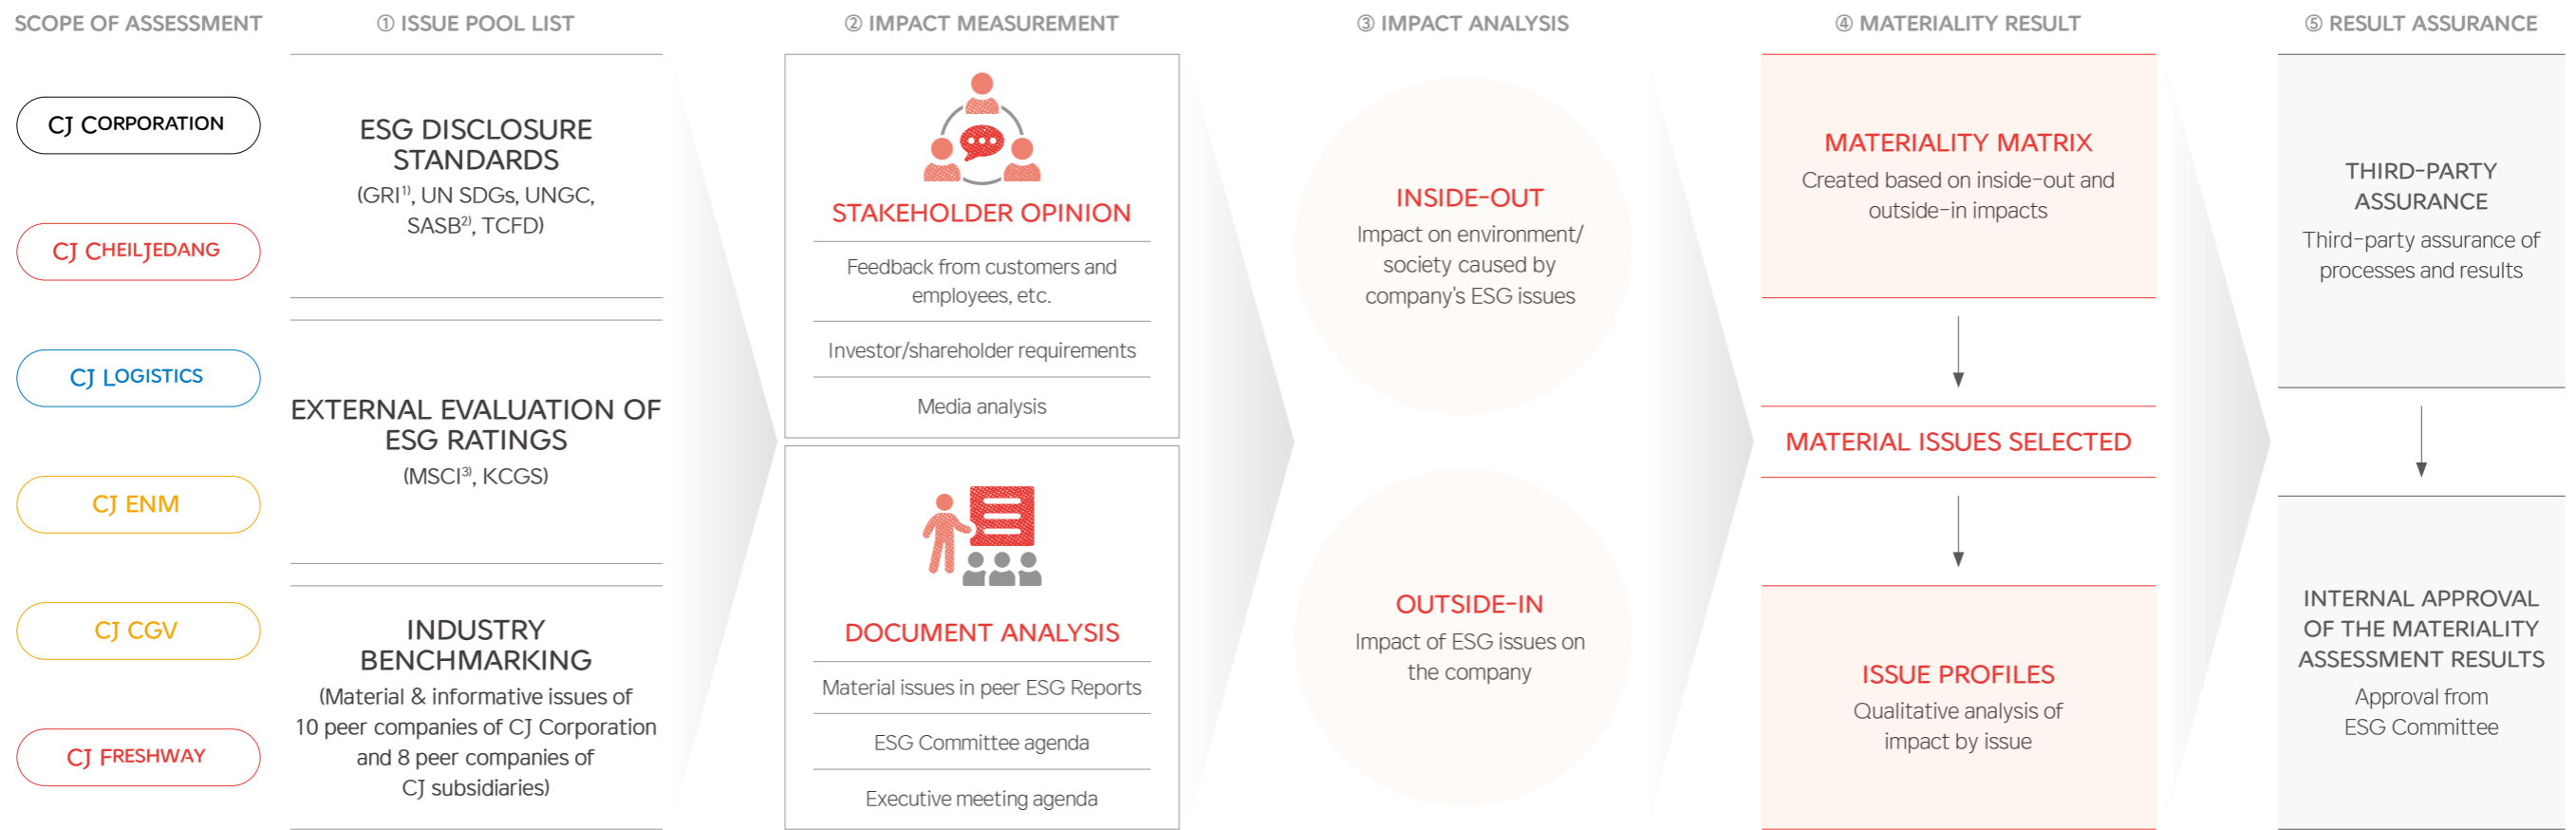 SCOPE OF ASSESSMENT
CJ CORPORATION
CJ CHEILJEDANG
CJ LOGISTICS
CJ ENM
CJ CGV
CJ FRESHWAY
① ISSUE POOL LIST
ESG DISCLOSURE
STANDARDS
(GRI¹⁾, UN SDGs, UNGC,
SASB²⁾, TCFD)
EXTERNAL EVALUATION OF
ESG RATINGS
(MSCI³⁾, KCGS)
INDUSTRY
BENCHMARKING
(Material & informative issues of
10 peer companies of CJ Corporation
and 8 peer companies of
CJ subsidiaries)
② IMPACT MEASUREMENT
STAKEHOLDER OPINION
Feedback from customers and
employees, etc.
Investor/shareholder requirements
Media analysis
DOCUMENT ANALYSIS
Material issues in peer ESG Reports
ESG Committee agenda
Executive meeting agenda
③ IMPACT ANALYSIS
INSIDE-OUT
Impact on environment/
society caused by
company's ESG issues
OUTSIDE-IN
Impact of ESG issues on
the company
④ MATERIALITY RESULT
MATERIALITY MATRIX
Created based on inside-out and
outside-in impacts
MATERIAL ISSUES SELECTED
ISSUE PROFILES
Qualitative analysis of
impact by issue
⑤ RESULT ASSURANCE
THIRD-PARTY
ASSURANCE
Third-party assurance of
processes and results
INTERNAL APPROVAL
OF THE MATERIALITY
ASSESSMENT RESULTS
Approval from
ESG Committee